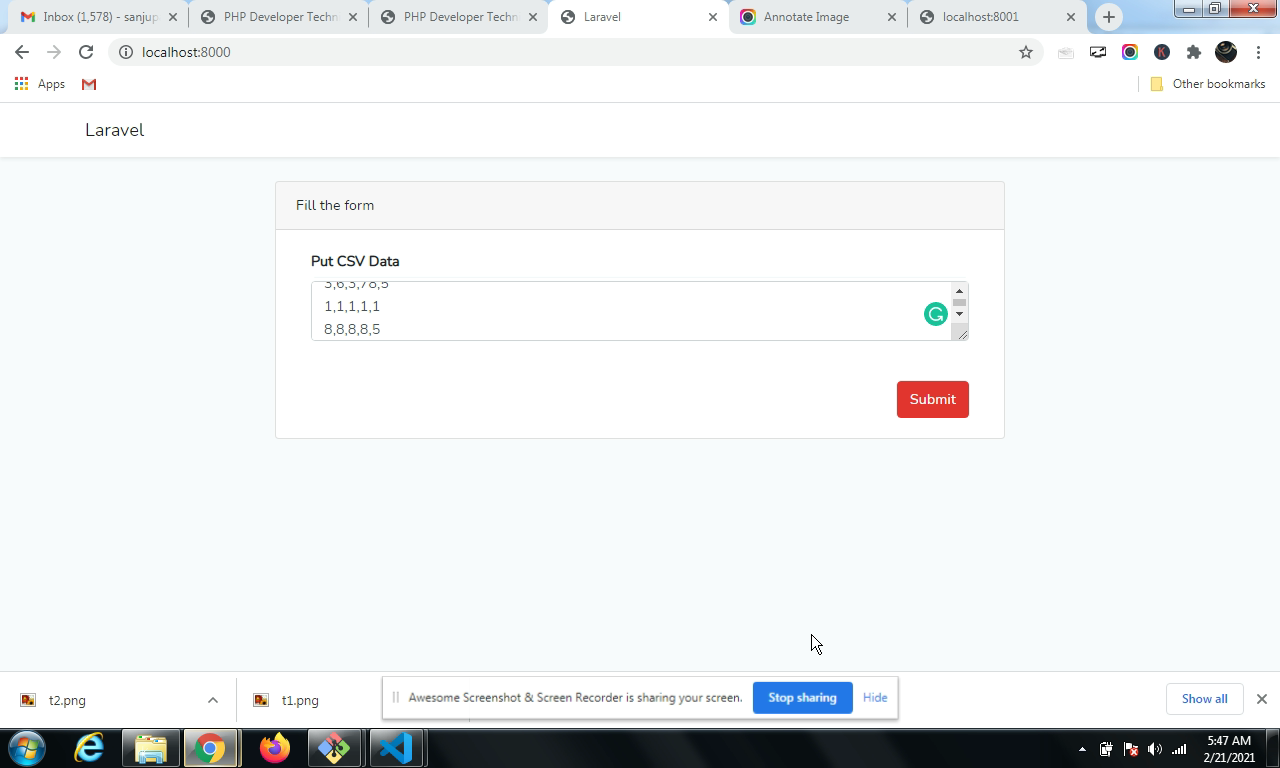 Inbox (1,578) - sanjup
PHP Developer Techn
PHP Developer Techn
Laravel
Annotate Image
localhost:8001
localhost:8000
Apps
Other bookmarks
Laravel
Fill the form
Put CSV Data
3,6,3,78,5
1,1,1,1,1
8,8,8,8,5
Submit
t2.png
t1.png
Awesome Screenshot & Screen Recorder is sharing your screen.
Stop sharing
Hide
Show all
5:47 AM
2/21/2021